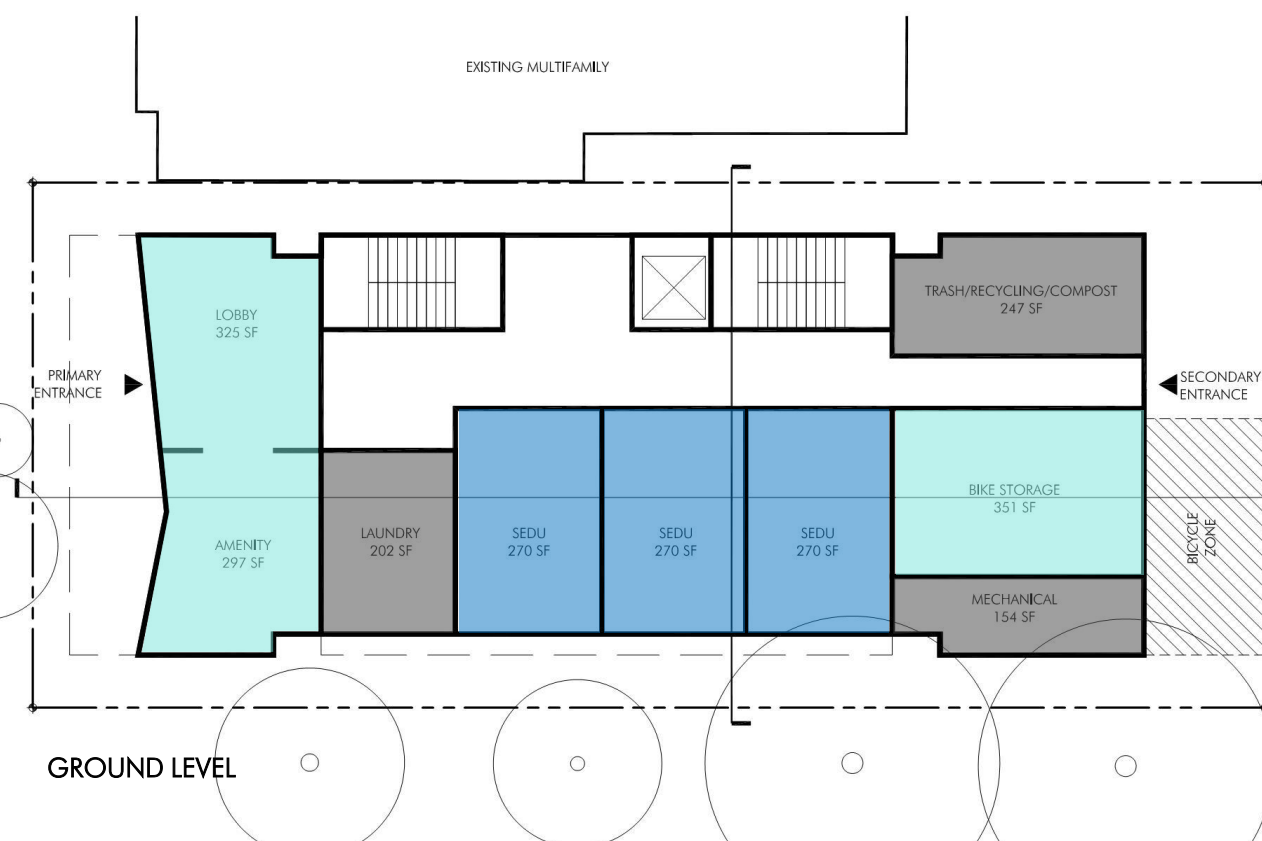 EXISTING MULTIFAMILY
LOBBY
325 SF
TRASH/RECYCLING/COMPOST
247 SF
PRIMARY
ENTRANCE
SECONDARY
ENTRANCE
BIKE STORAGE
351 SF
AMENITY
297 SF
LAUNDRY
202 SF
SEDU
270 SF
SEDU
270 SF
SEDU
270 SF
BICYCLE
ZONE
MECHANICAL
154 SF
GROUND LEVEL